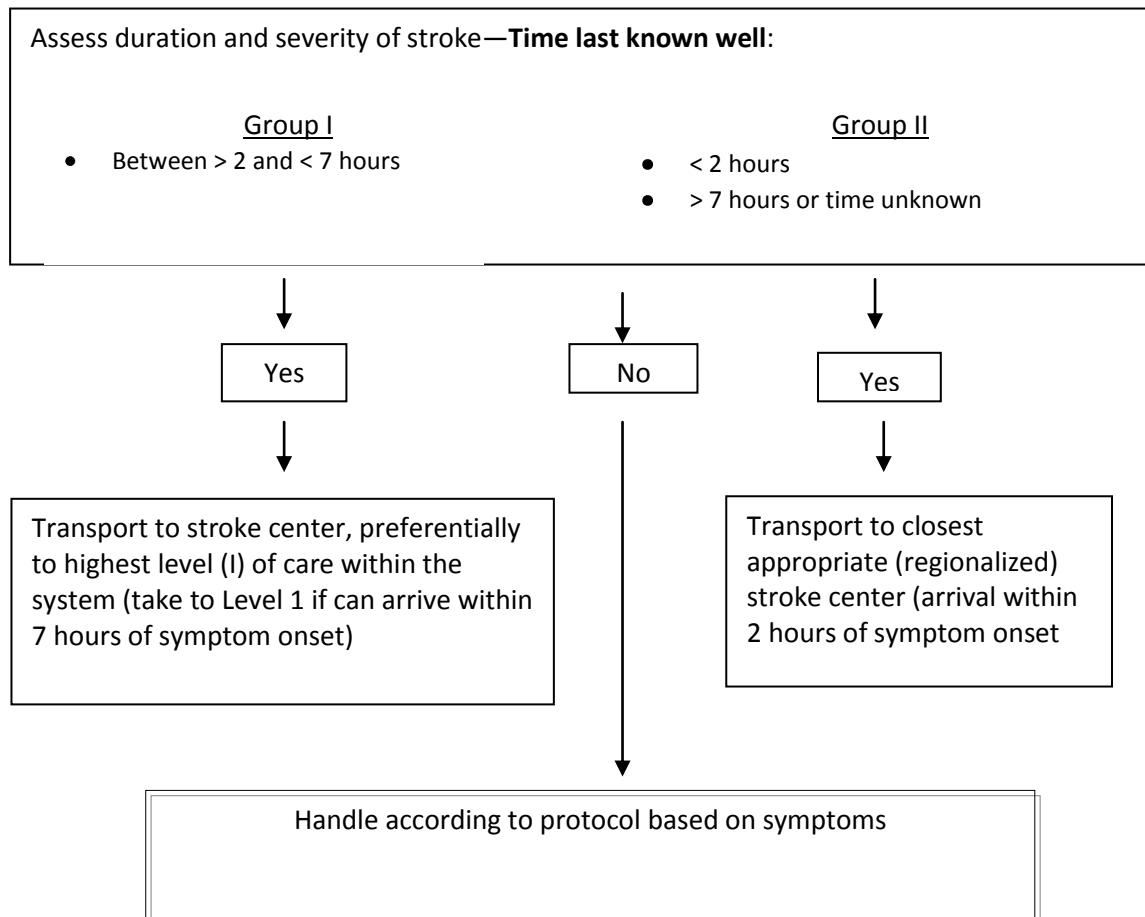 Assess duration and severity of stroke—Time last known well:
Group I
• Between > 2 and < 7 hours
Group II
• < 2 hours
• > 7 hours or time unknown
Yes
No
Yes
Transport to stroke center, preferentially
to highest level (I) of care within the
system (take to Level 1 if can arrive within
7 hours of symptom onset)
Transport to closest
appropriate (regionalized)
stroke center (arrival within
2 hours of symptom onset
Handle according to protocol based on symptoms